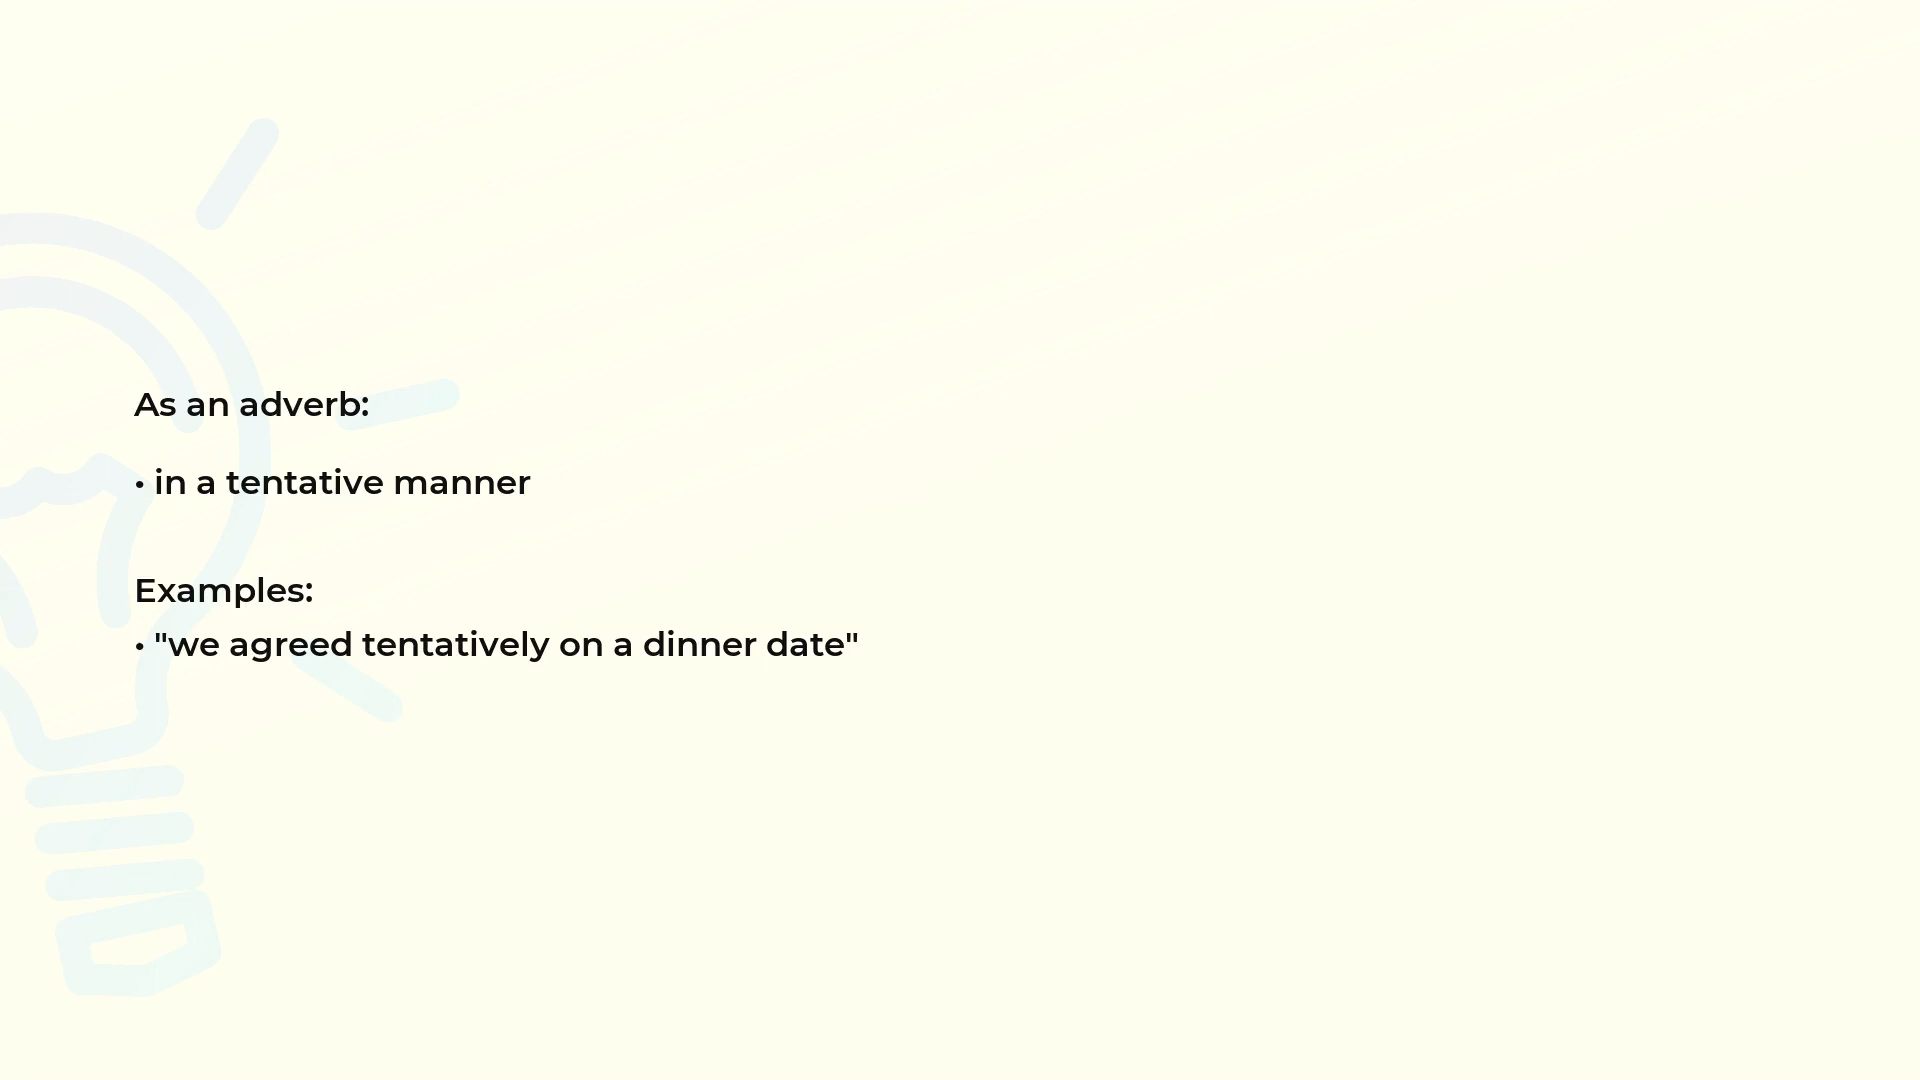 As an adverb:
• in a tentative manner
Examples:
• "we agreed tentatively on a dinner date"